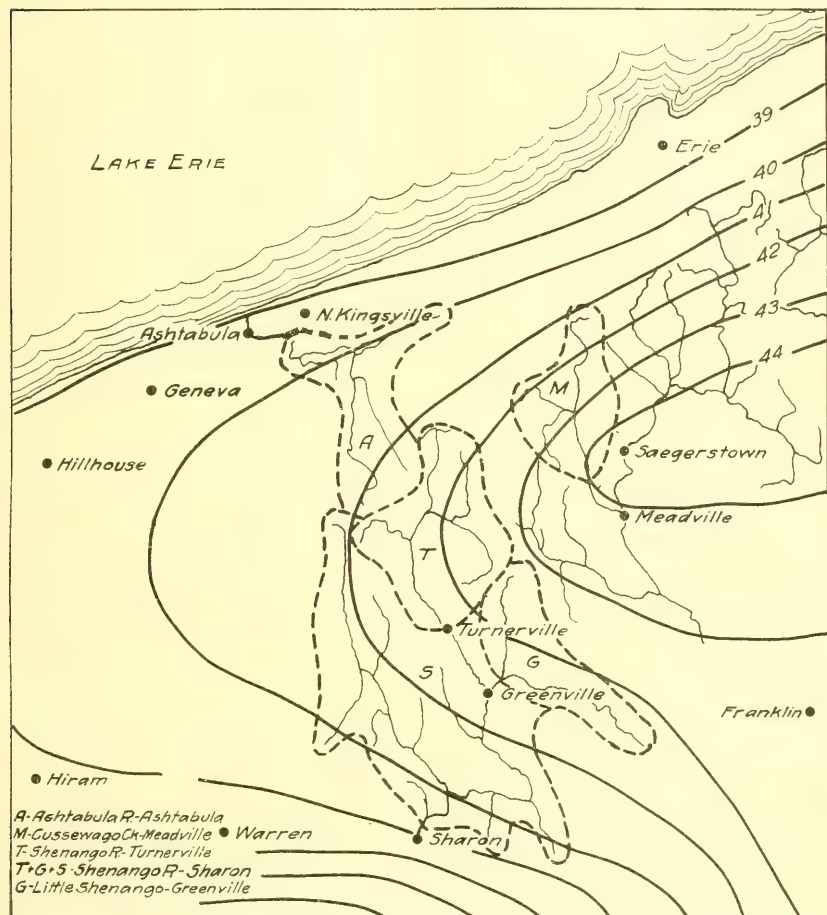 LAKE ERIE
Erie
39
40
41
42
43
44
N. Kingsville
Ashtabula
Geneva
M
A
Hillhouse
Saegerstown
Meadville
T
Turnerville
G
S
Greenville
Franklin
Hiram
A-Ashtabula R-Ashtabula
M-Cussewago Ck-Meadville
Warren
T-Shenango R-Turnerville
Sharon
T+G+S-Shenango R-Sharon
G-Little Shenango-Greenville